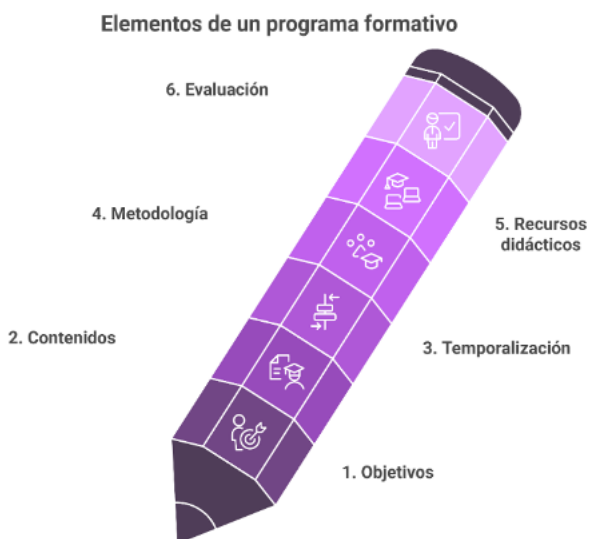 Elementos de un programa formativo
6. Evaluación
4. Metodología
5. Recursos
didácticos
2. Contenidos
3. Temporalización
1. Objetivos